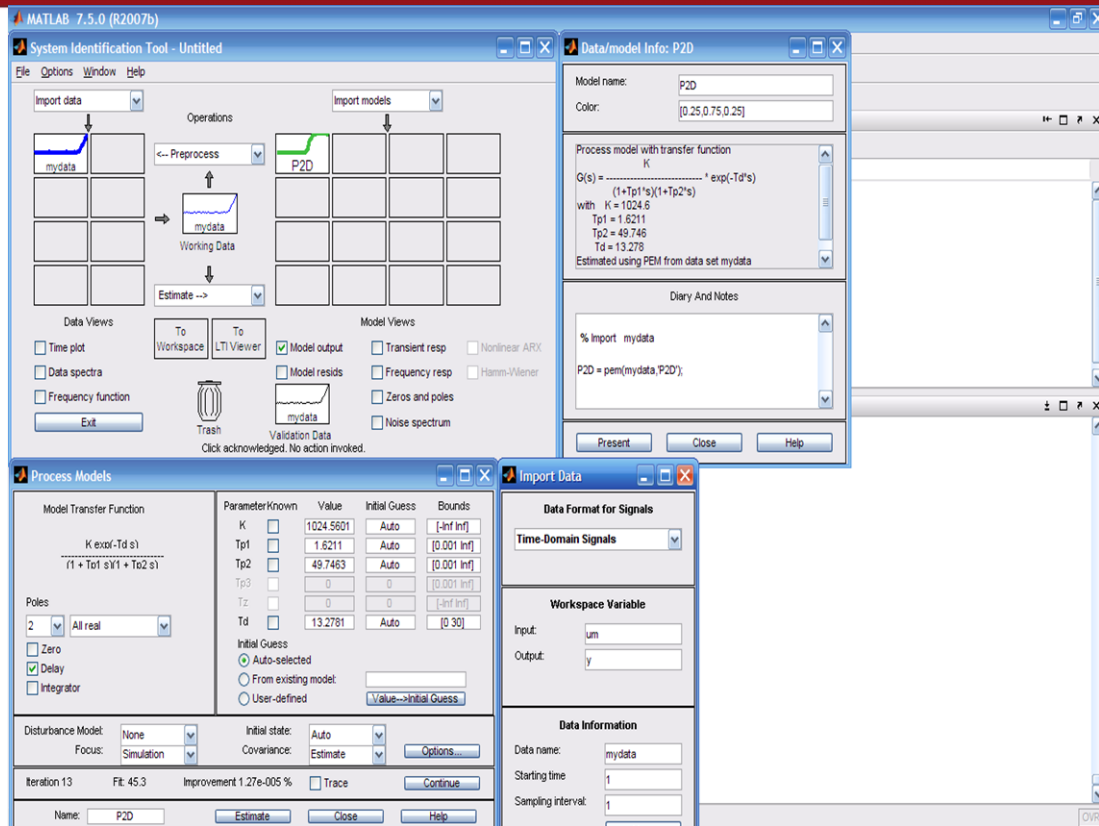 MATLAB 7.5.0 (R2007b)
System Identification Tool - Untitled
File Options Window Help
Import data
Import models
Operations
mydata
P2D
<-- Preprocess
mydata
Working Data
Estimate -->
Data Views
Time plot
Data spectra
Frequency function
Exit
To Workspace
To LTI Viewer
Trash
mydata
Validation Data
Model Views
Model output
Model resids
Transient resp
Frequency resp
Zeros and poles
Noise spectrum
Nonlinear ARX
Hamm-Wiener
Click acknowledged. No action invoked.
Data/model Info: P2D
Model name: P2D
Color: [0.25,0.75,0.25]
Process model with transfer function
K
G(s) = ----------------------------- * exp(-Td*s)
(1+Tp1*s)(1+Tp2*s)
with K = 1024.6
Tp1 = 1.6211
Tp2 = 49.746
Td = 13.278
Estimated using PEM from data set mydata
Diary And Notes
% Import mydata
P2D = pem(mydata,'P2D');
Present Close Help
Process Models
Model Transfer Function
K exp(-Td s)
(1 + Tp1 s)(1 + Tp2 s)
Poles
2 All real
Zero
Delay
Integrator
Parameter Known Value Initial Guess Bounds
K 1024.5601 Auto [-Inf Inf]
Tp1 1.6211 Auto [0.001 Inf]
Tp2 49.7463 Auto [0.001 Inf]
Tp3 0 0 [0.001 Inf]
Tz 0 0 [-Inf Inf]
Td 13.2781 Auto [0 30]
Initial Guess
Auto-selected
From existing model:
User-defined Value-->Initial Guess
Disturbance Model: None Initial state: Auto
Focus: Simulation Covariance: Estimate Options...
Iteration 13 Fit: 45.3 Improvement 1.27e-005 % Trace Continue
Name: P2D Estimate Close Help
Import Data
Data Format for Signals
Time-Domain Signals
Workspace Variable
Input: um
Output: y
Data Information
Data name: mydata
Starting time 1
Sampling interval: 1
OVR